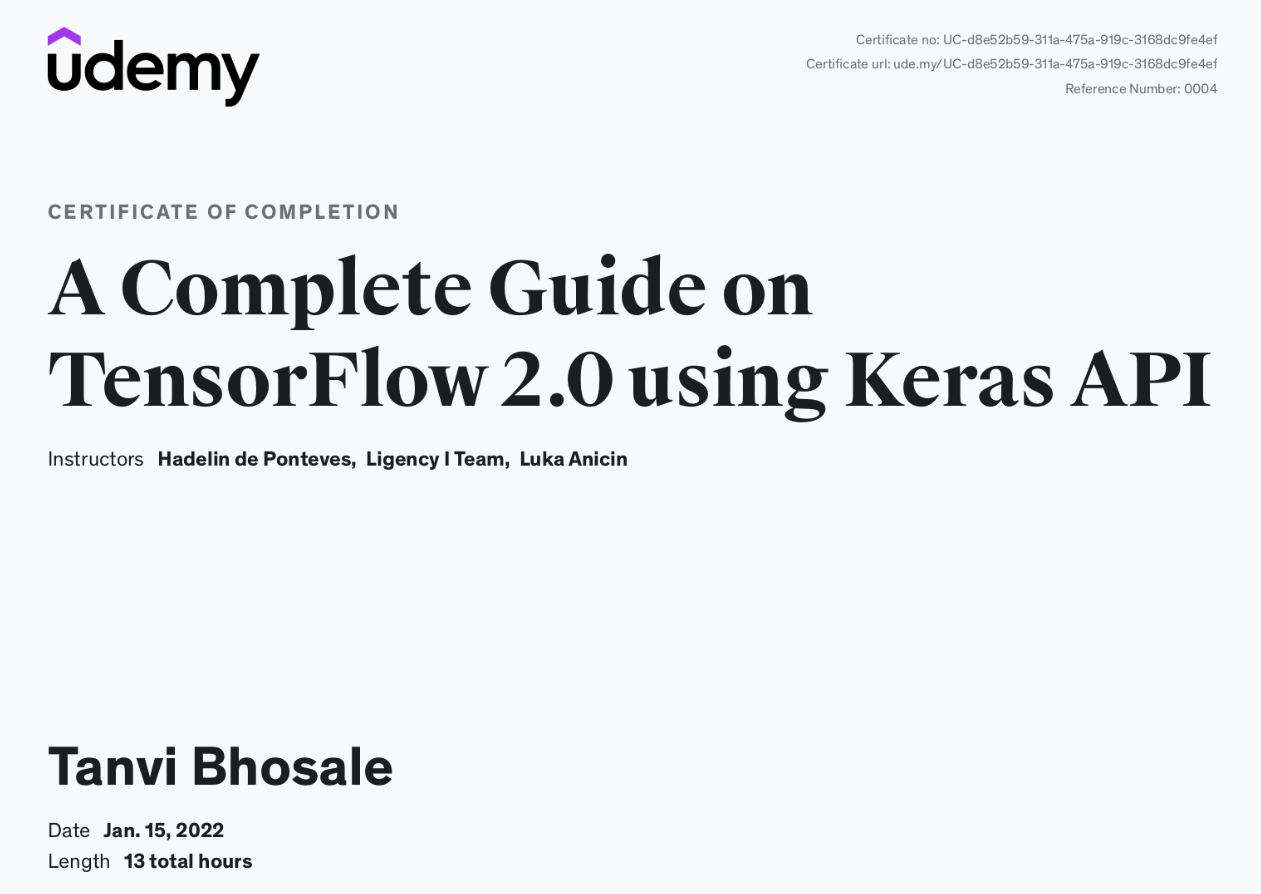 udemy
Certificate no: UC-d8e52b59-311a-475a-919c-3168dc9fe4ef
Certificate url: ude.my/UC-d8e52b59-311a-475a-919c-3168dc9fe4ef
Reference Number: 0004
CERTIFICATE OF COMPLETION
A Complete Guide on
TensorFlow 2.0 using Keras API
Instructors Hadelin de Ponteves, Ligency I Team, Luka Anicin
Tanvi Bhosale
Date Jan. 15, 2022
Length 13 total hours